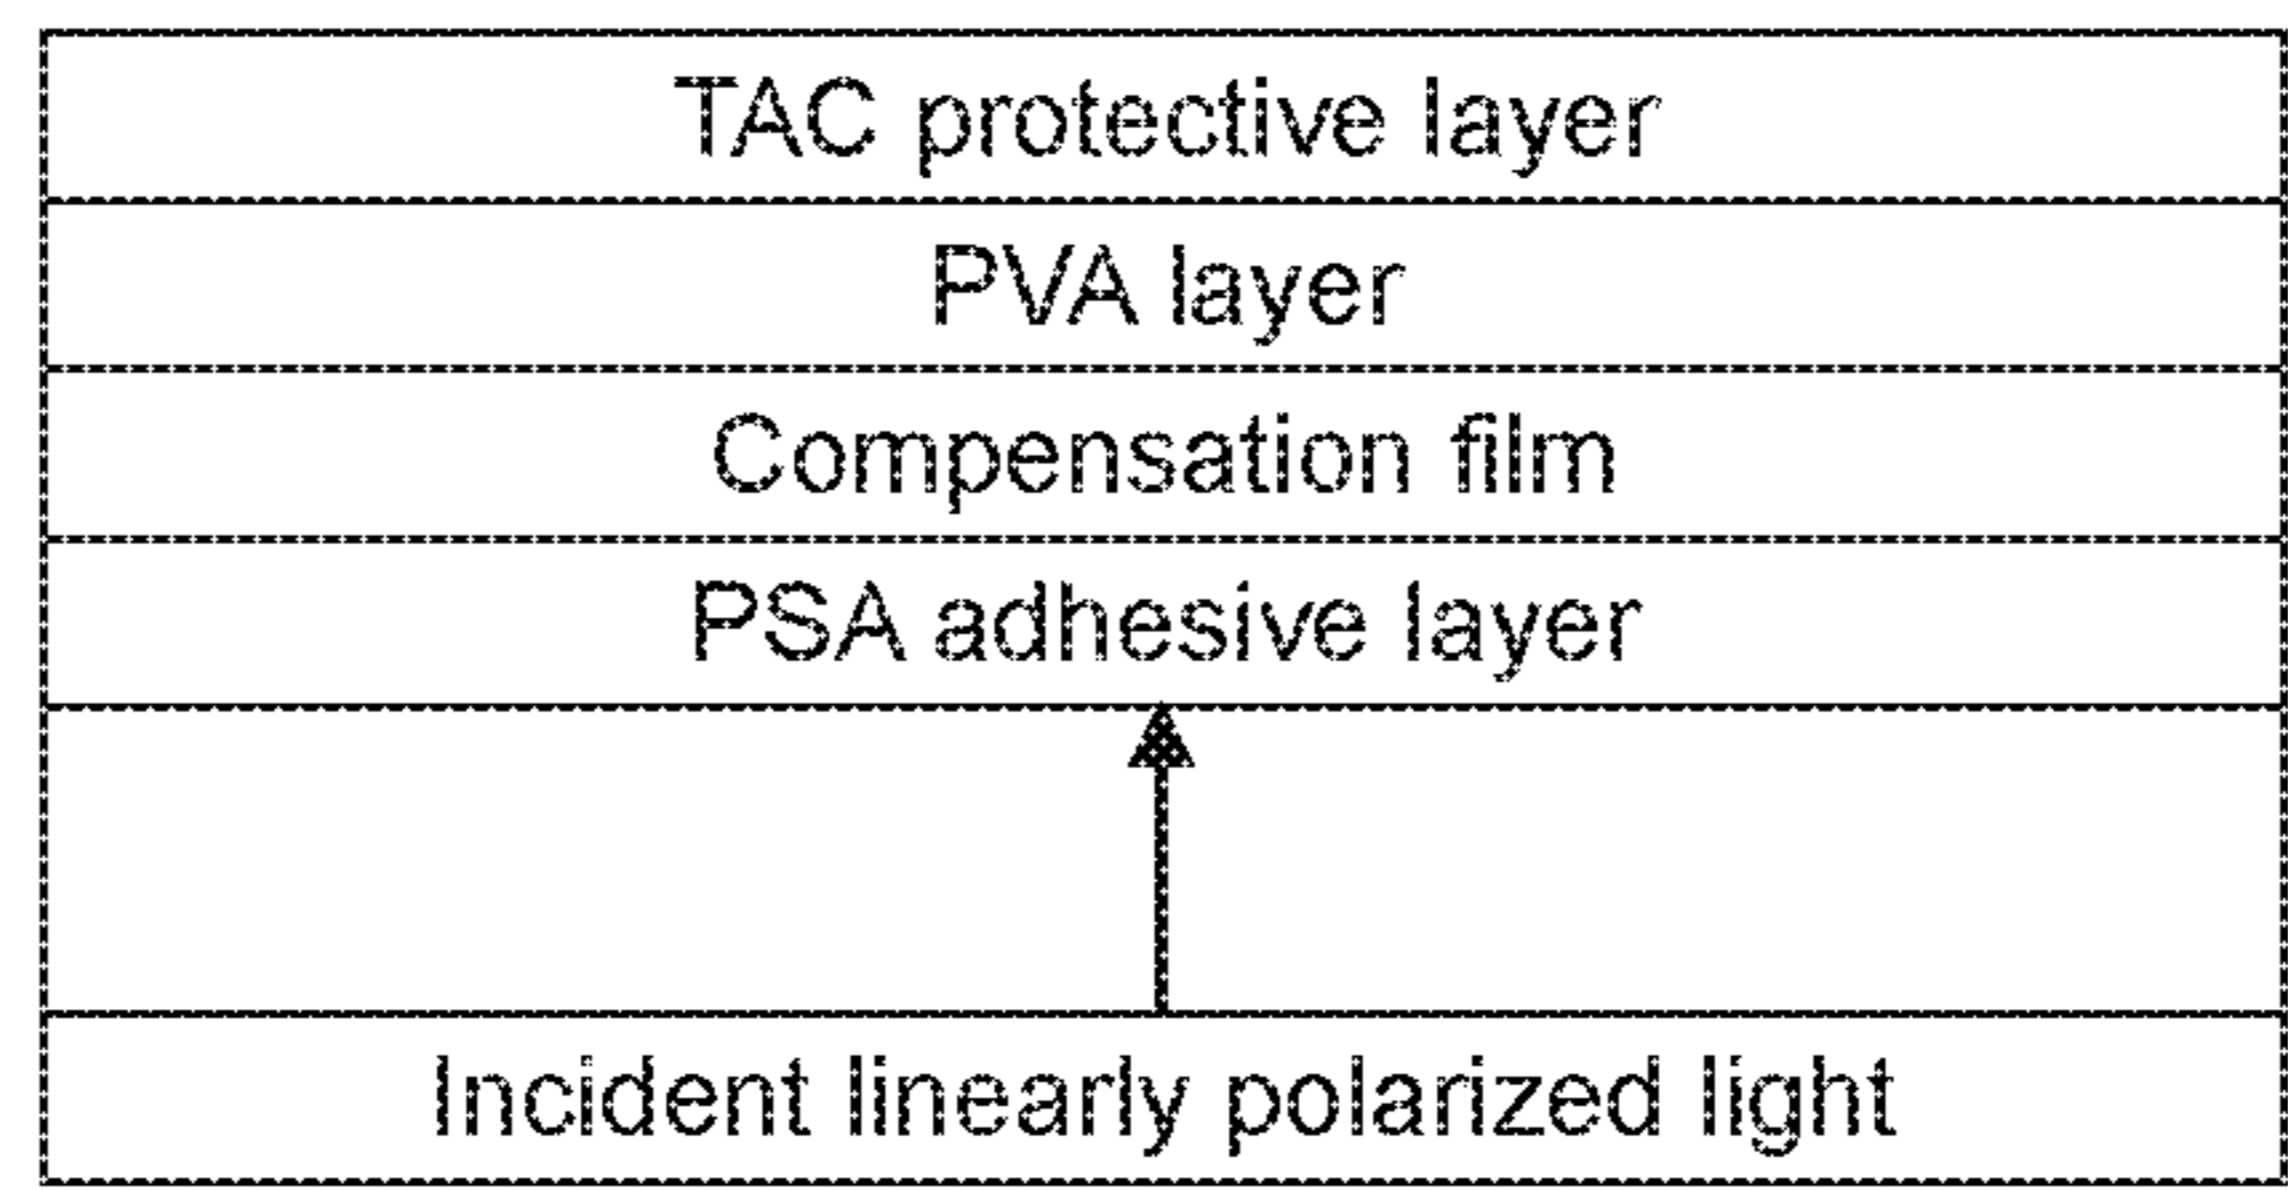 TAC protective layer
PVA layer
Compensation film
PSA adhesive layer
Incident linearly polarized light